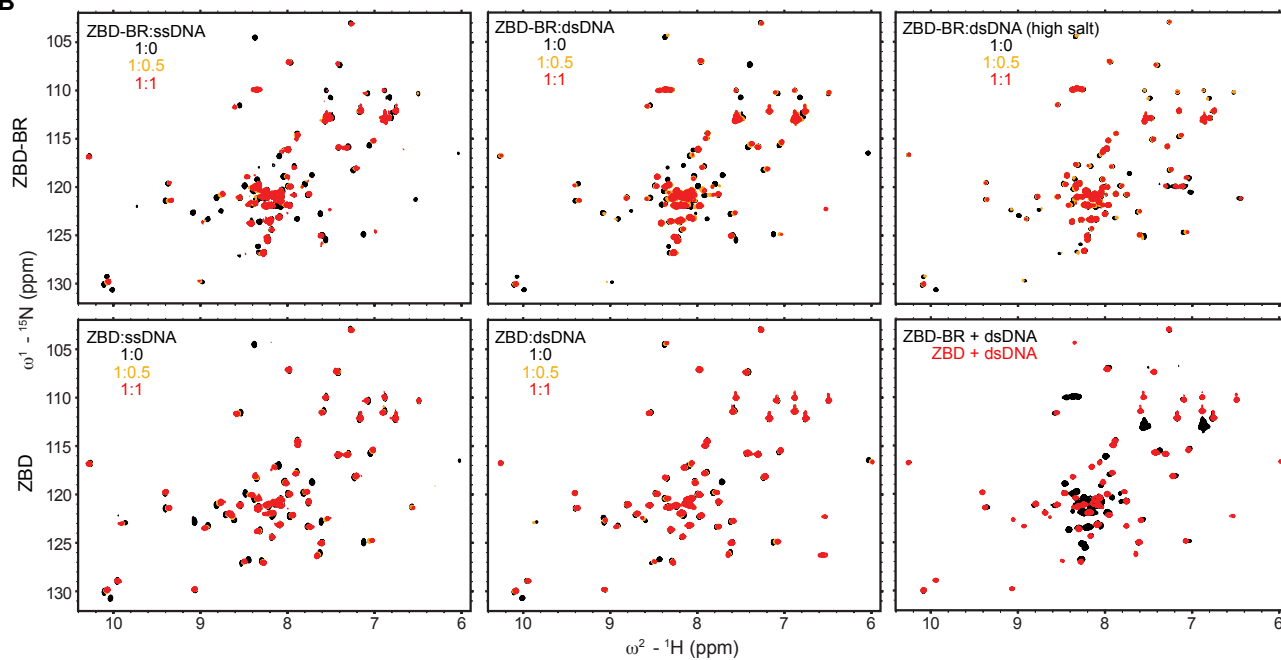 B
ZBD-BR:ssDNA
1:0
1:0.5
1:1
ZBD-BR:dsDNA
1:0
1:0.5
1:1
ZBD-BR:dsDNA (high salt)
1:0
1:0.5
1:1
105
110
115
120
125
130
ZBD-BR
ω¹ - ¹⁵N (ppm)
ZBD:ssDNA
1:0
1:0.5
1:1
ZBD:dsDNA
1:0
1:0.5
1:1
ZBD-BR + dsDNA
ZBD + dsDNA
105
110
115
120
125
130
ZBD
10 9 8 7
10 9 8 7
10 9 8 7 6
ω² - ¹H (ppm)